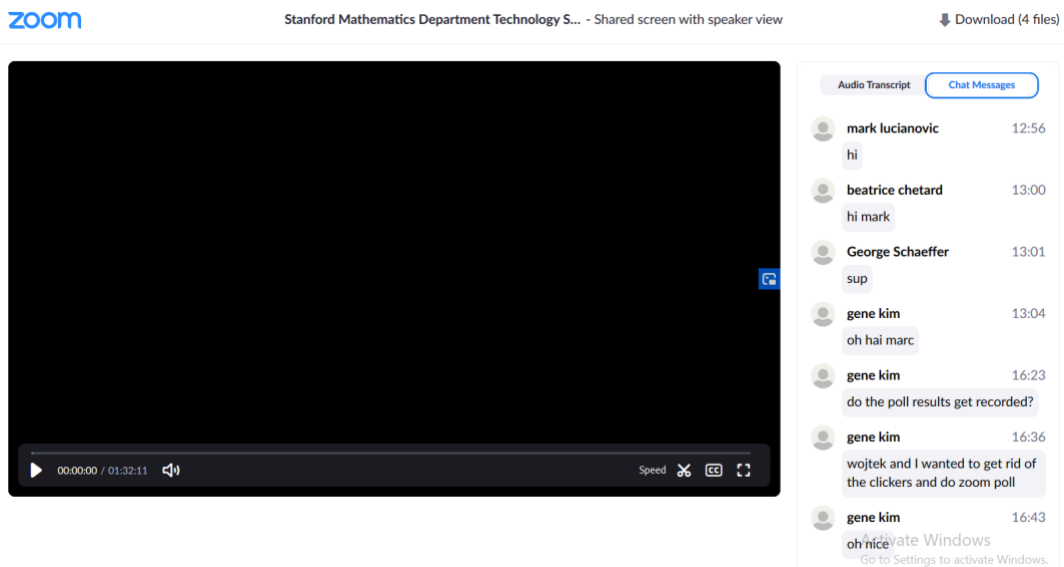 zoom
Stanford Mathematics Department Technology S... - Shared screen with speaker view
Download (4 files)
Audio Transcript
Chat Messages
mark lucianovic 12:56
hi
beatrice chetard 13:00
hi mark
George Schaeffer 13:01
sup
gene kim 13:04
oh hai marc
gene kim 16:23
do the poll results get recorded?
gene kim 16:36
wojtek and I wanted to get rid of
the clickers and do zoom poll
gene kim 16:43
oh nice
00:00:00 / 01:32:11
Speed
CC
Activate Windows
Go to Settings to activate Windows.